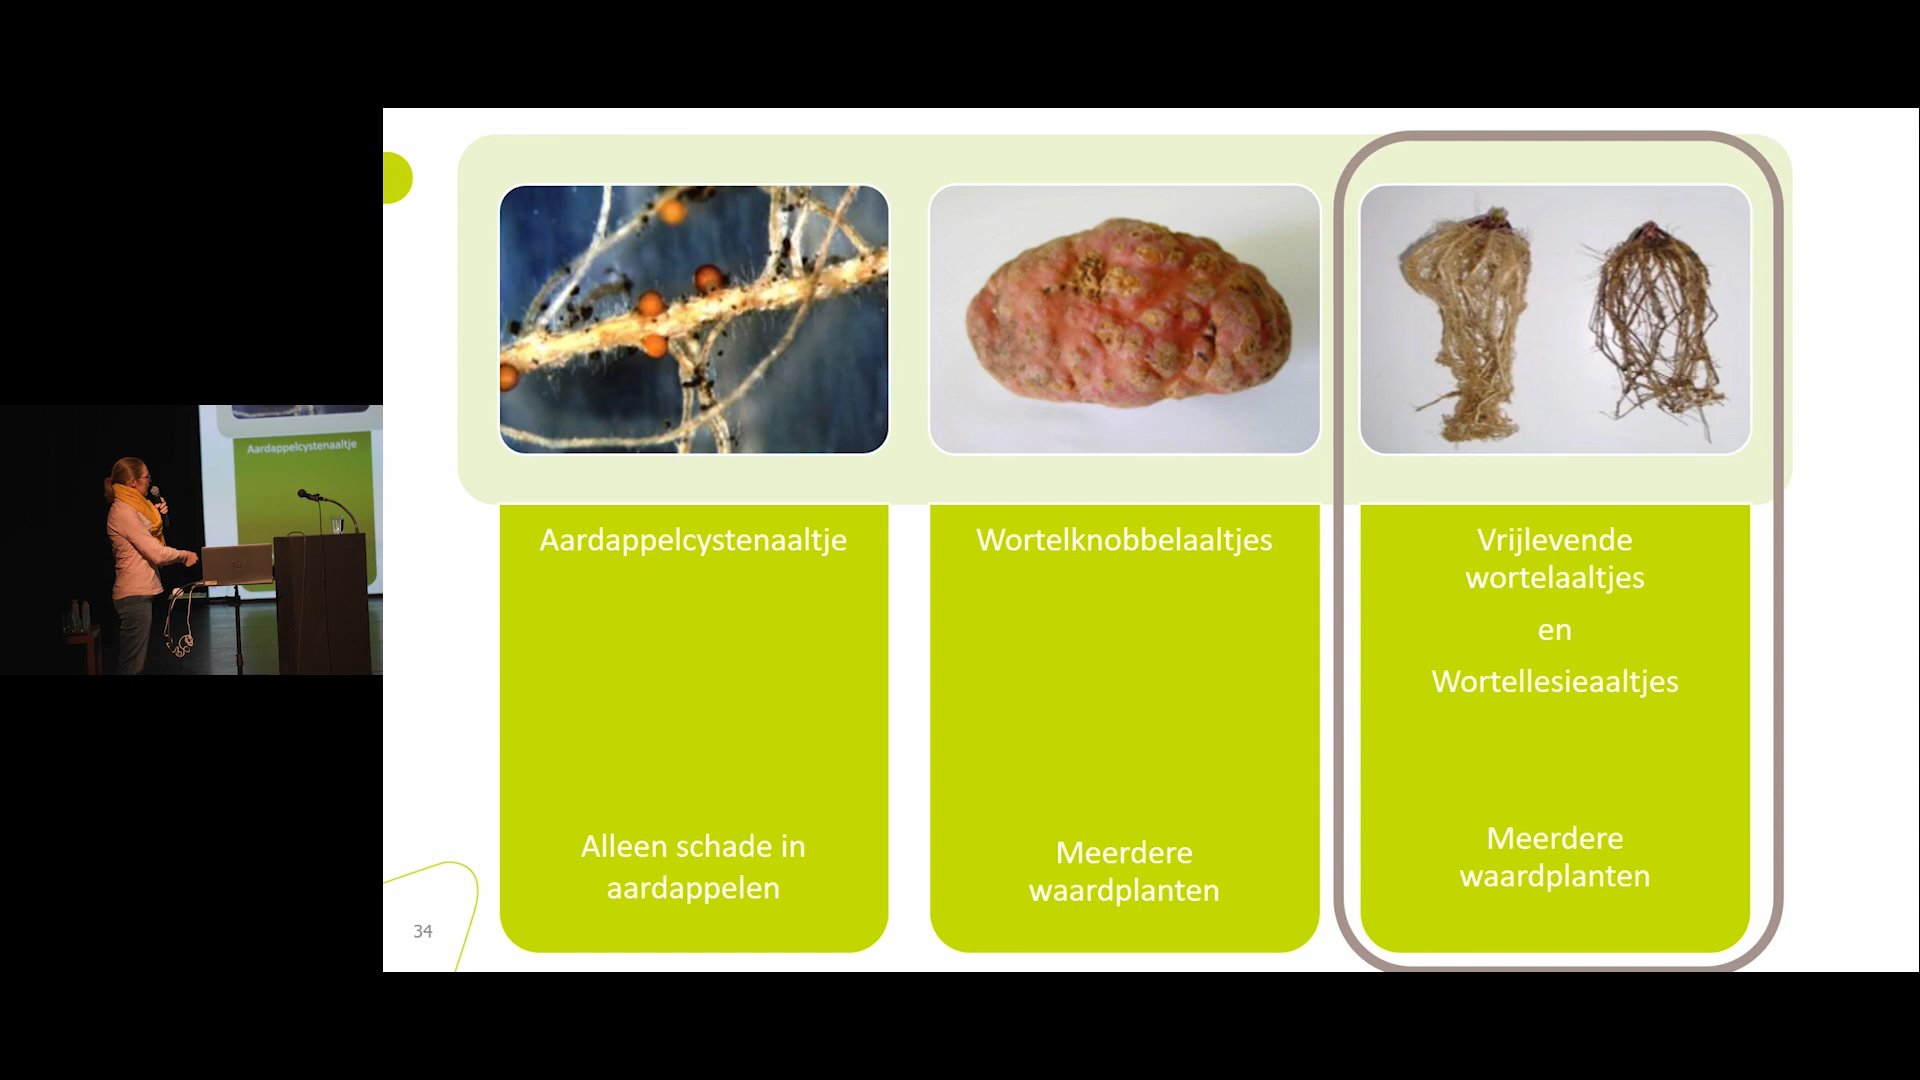 Aardappelcystenaaltje
Aardappelcystenaaltje
Alleen schade in
aardappelen
Wortelknobbelaaltjes
Meerdere
waardplanten
Vrijlevende
wortelaaltjes
en
Wortellesieaaltjes
Meerdere
waardplanten
34